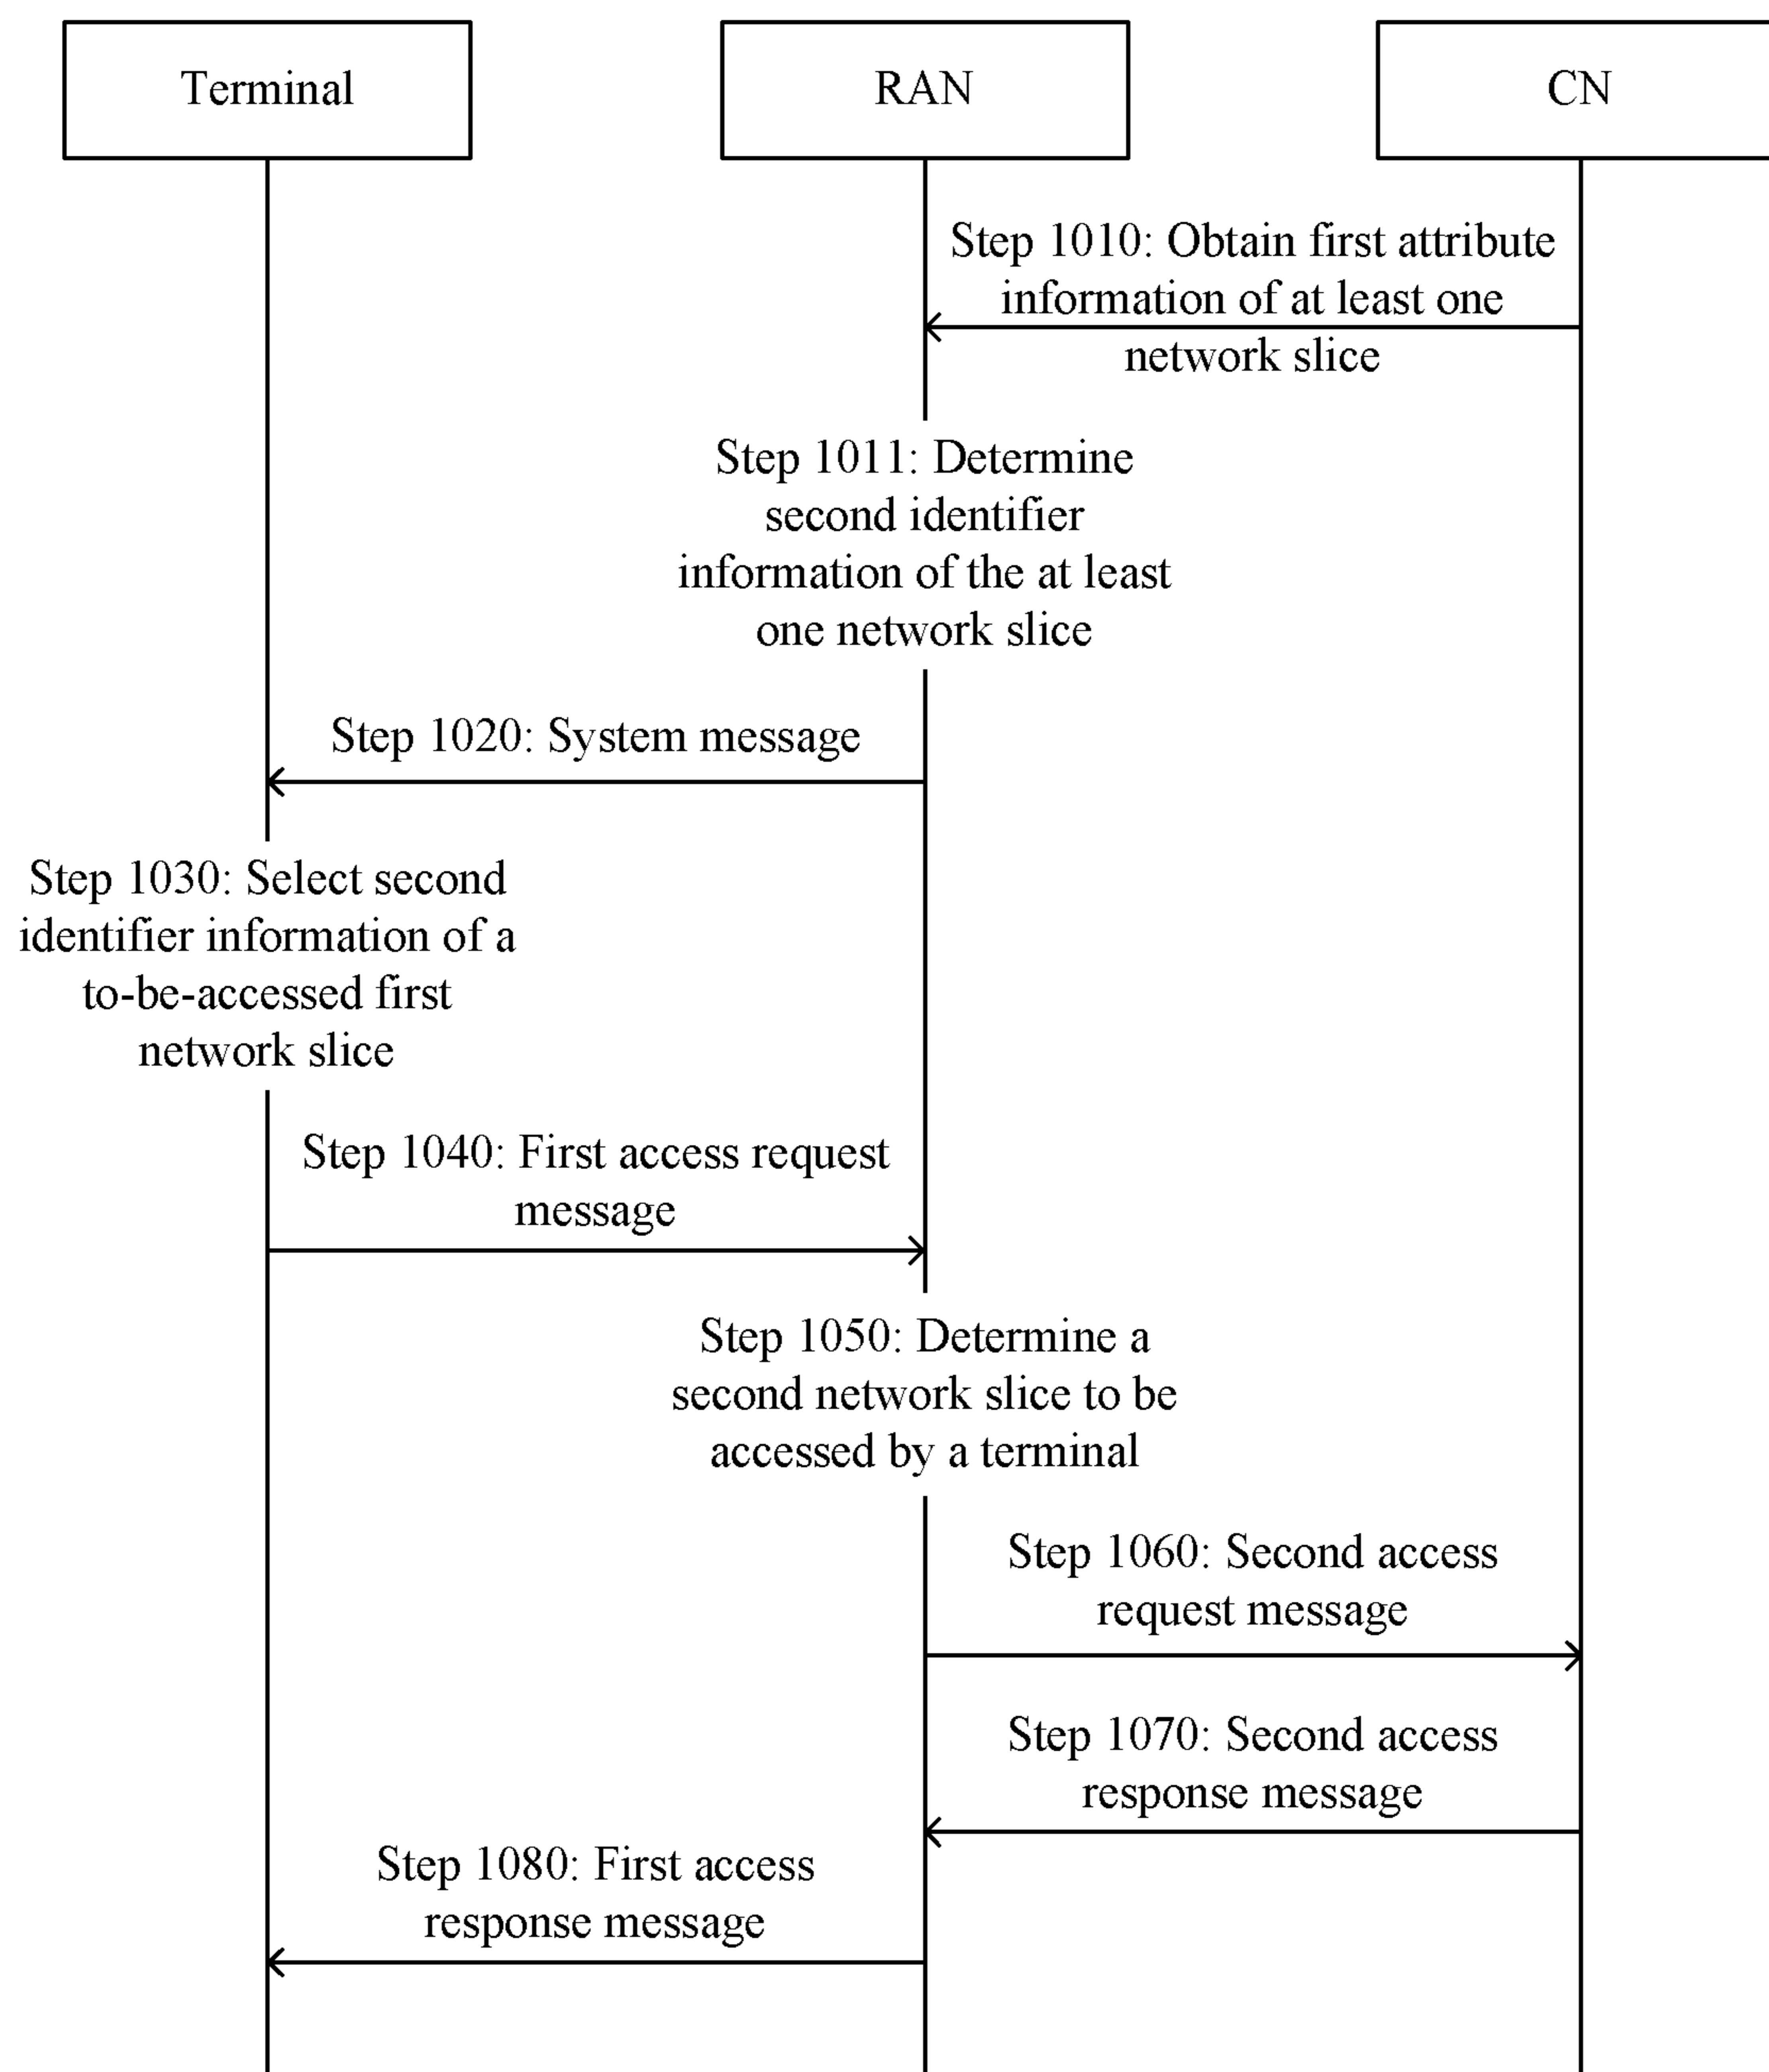 Terminal
RAN
CN
Step 1010: Obtain first attribute
information of at least one
network slice
Step 1011: Determine
second identifier
information of the at least
one network slice
Step 1020: System message
Step 1030: Select second
identifier information of a
to-be-accessed first
network slice
Step 1040: First access request
message
Step 1050: Determine a
second network slice to be
accessed by a terminal
Step 1060: Second access
request message
Step 1070: Second access
response message
Step 1080: First access
response message